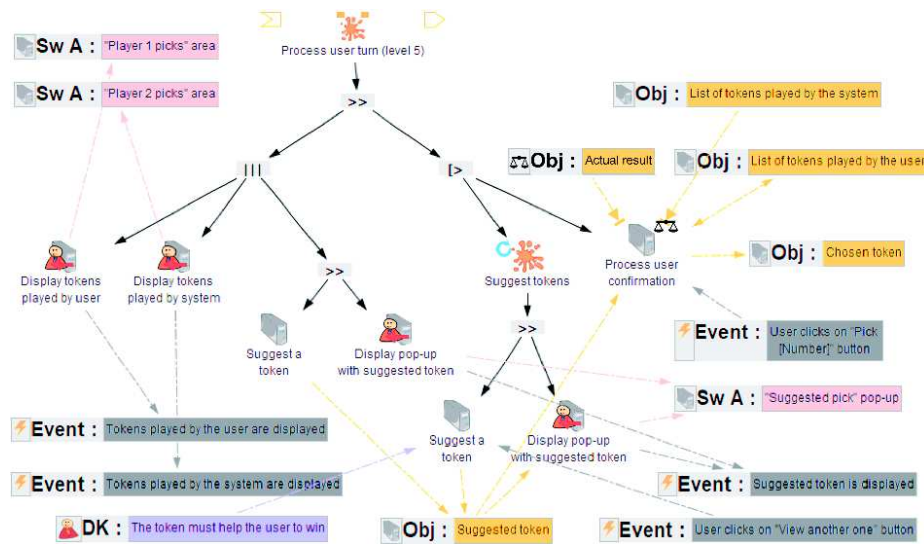 Process user turn (level 5)
Sw A : "Player 1 picks" area
Sw A : "Player 2 picks" area
>>
Obj : List of tokens played by the system
Obj : Actual result
Obj : List of tokens played by the user
|||
[>
Display tokens
played by user
Display tokens
played by system
>>
Suggest tokens
Process user
confirmation
Obj : Chosen token
Suggest a
token
Display pop-up
with suggested token
>>
Event : User clicks on "Pick
[Number]" button
Sw A : "Suggested pick" pop-up
Suggest a
token
Display pop-up
with suggested token
Event : Tokens played by the user are displayed
Event : Tokens played by the system are displayed
Event : Suggested token is displayed
DK : The token must help the user to win
Obj : Suggested token
Event : User clicks on "View another one" button